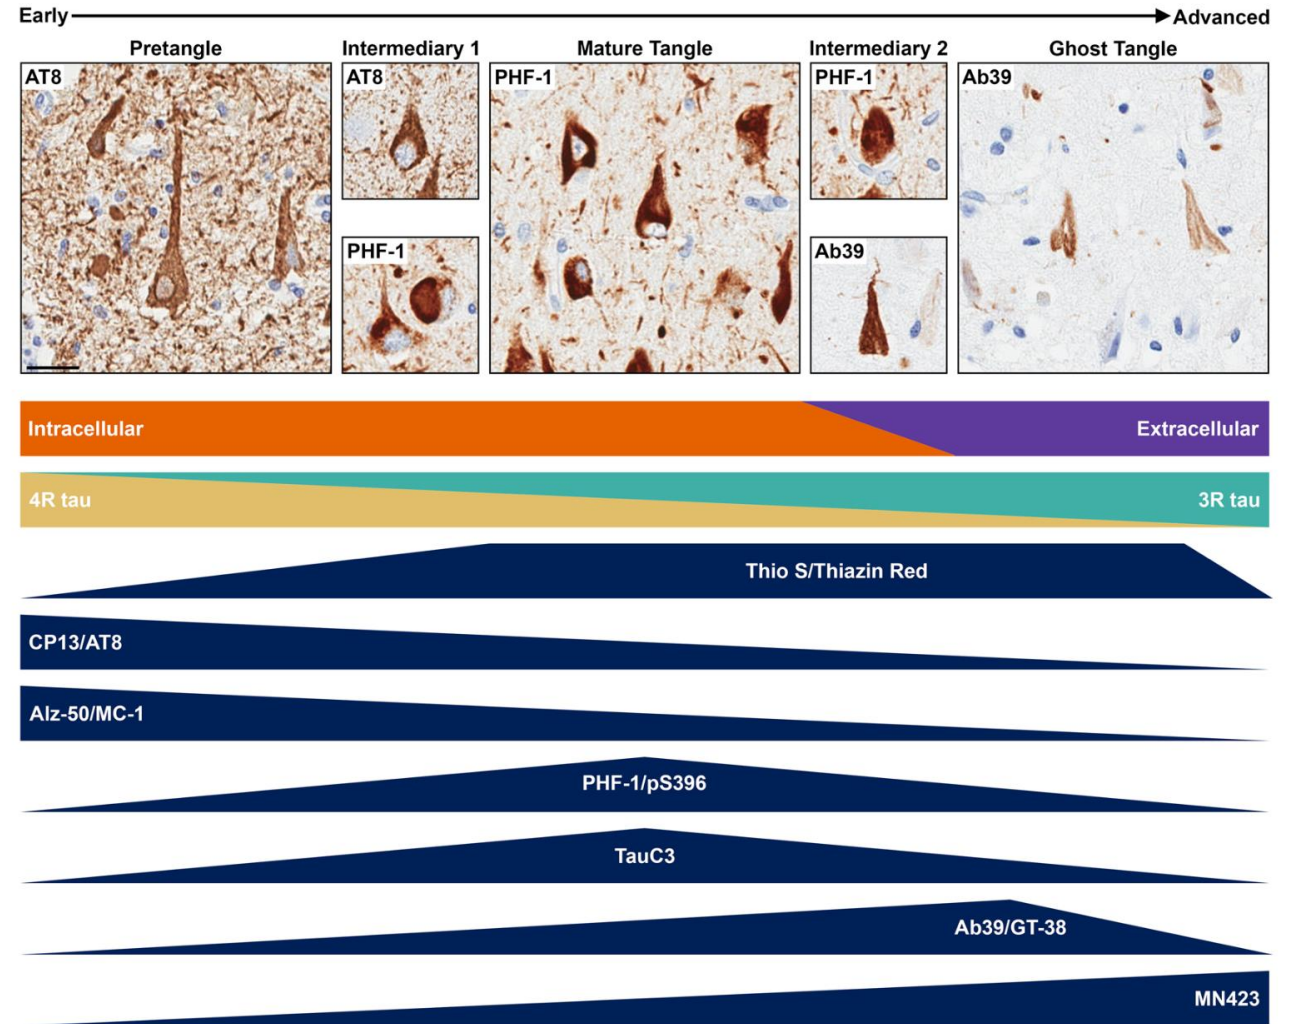 Early Advanced
Pretangle Intermediary 1 Mature Tangle Intermediary 2 Ghost Tangle
AT8 AT8 PHF-1 PHF-1 Ab39
PHF-1 Ab39
Intracellular Extracellular
4R tau 3R tau
Thio S/Thiazin Red
CP13/AT8
Alz-50/MC-1
PHF-1/pS396
TauC3
Ab39/GT-38
MN423